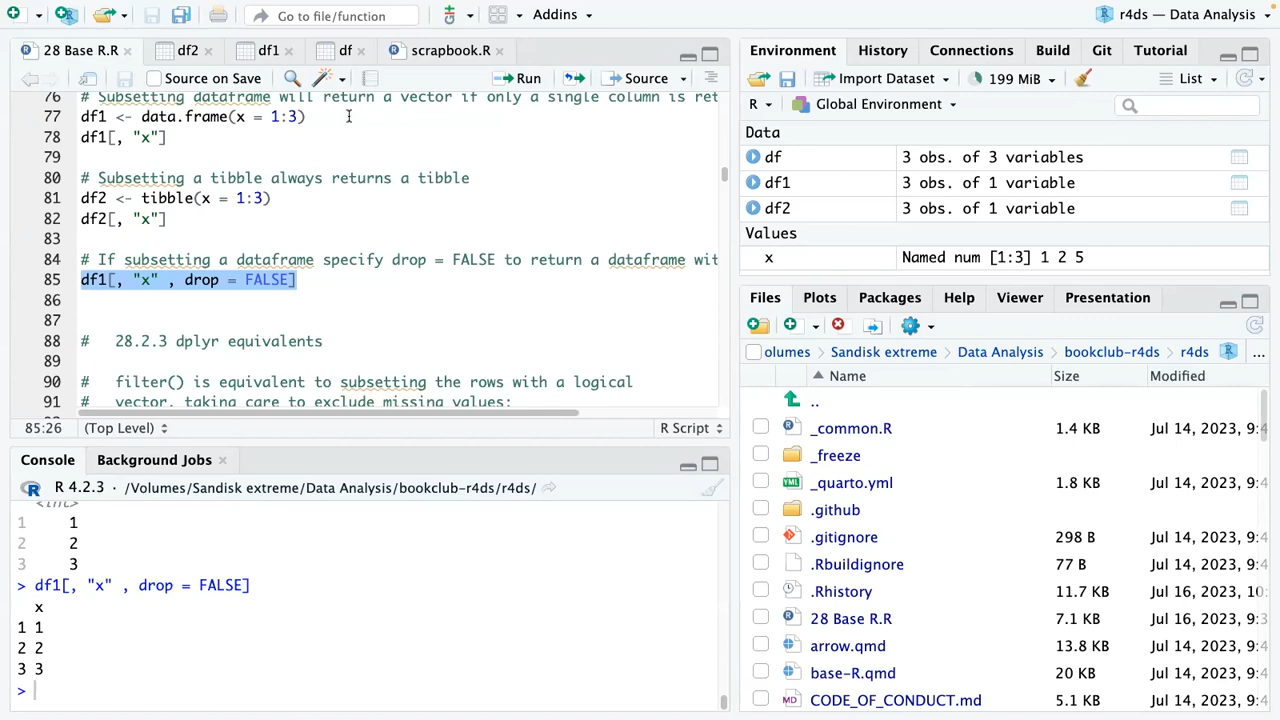 Go to file/function
Addins
r4ds — Data Analysis
28 Base R.R
df2
df1
df
scrapbook.R
Source on Save
Run
Source
76 # Subsetting dataframe will return a vector if only a single column is ret
77 df1 <- data.frame(x = 1:3)
78 df1[, "x"]
79
80 # Subsetting a tibble always returns a tibble
81 df2 <- tibble(x = 1:3)
82 df2[, "x"]
83
84 # If subsetting a dataframe specify drop = FALSE to return a dataframe wit
85 df1[, "x" , drop = FALSE]
86
87
88 # 28.2.3 dplyr equivalents
89
90 # filter() is equivalent to subsetting the rows with a logical
91 # vector, taking care to exclude missing values:
85:26 (Top Level) R Script
Console Background Jobs
R 4.2.3 · /Volumes/Sandisk extreme/Data Analysis/bookclub-r4ds/r4ds/
<int>
1 1
2 2
3 3
> df1[, "x" , drop = FALSE]
x
1 1
2 2
3 3
>
Environment History Connections Build Git Tutorial
Import Dataset 199 MiB List
R Global Environment
Data
df 3 obs. of 3 variables
df1 3 obs. of 1 variable
df2 3 obs. of 1 variable
Values
x Named num [1:3] 1 2 5
Files Plots Packages Help Viewer Presentation
olumes Sandisk extreme Data Analysis bookclub-r4ds r4ds ...
Name Size Modified
..
_common.R 1.4 KB Jul 14, 2023, 9:4
_freeze
_quarto.yml 1.8 KB Jul 14, 2023, 9:4
.github
.gitignore 298 B Jul 14, 2023, 9:4
.Rbuildignore 77 B Jul 14, 2023, 9:4
.Rhistory 11.7 KB Jul 16, 2023, 10:
28 Base R.R 7.1 KB Jul 16, 2023, 9:4
arrow.qmd 13.8 KB Jul 14, 2023, 9:4
base-R.qmd 20 KB Jul 14, 2023, 9:4
CODE_OF_CONDUCT.md 5.1 KB Jul 14, 2023, 9:4